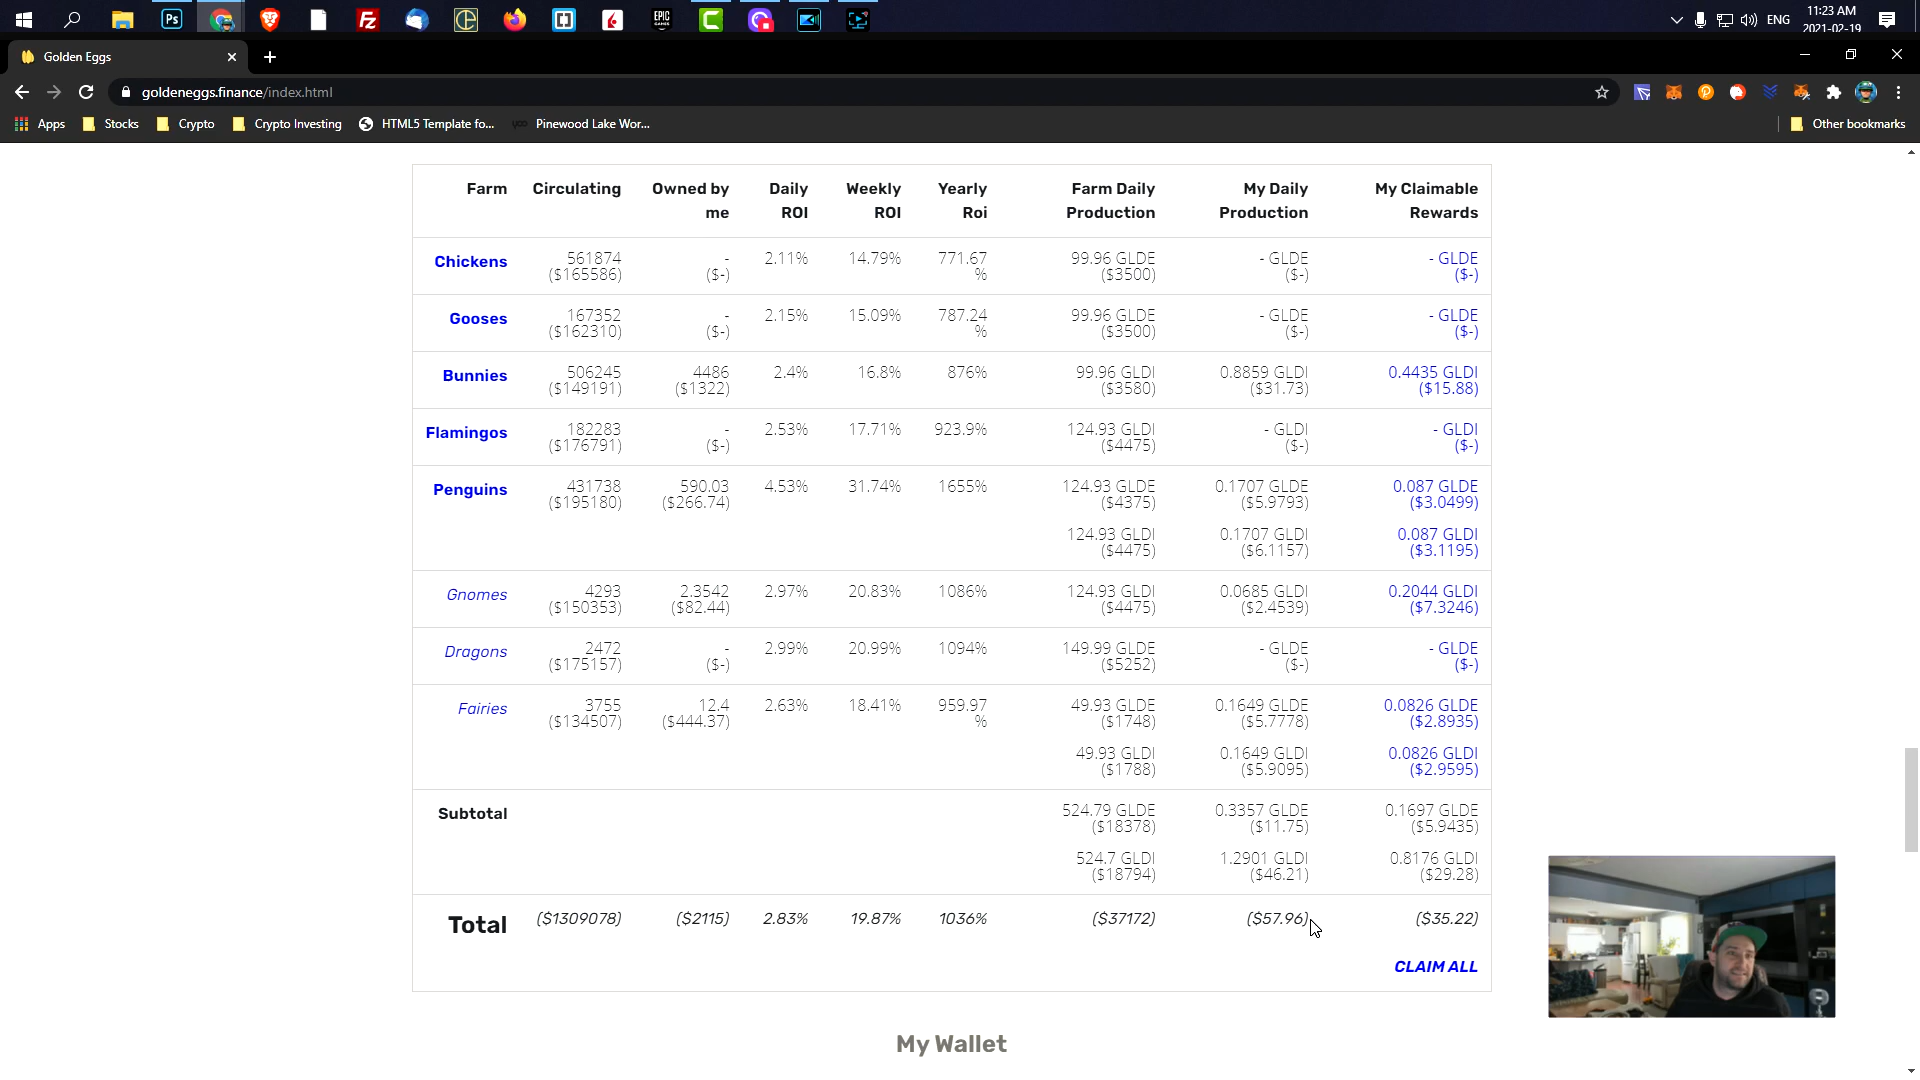 11:23 AM
ENG
2021-02-19
Ps
Fz
EPIC
GAMES
Golden Eggs
goldeneggs.finance/index.html
Apps
Stocks
Crypto
Crypto Investing
HTML5 Template fo...
Pinewood Lake Wor...
Other bookmarks
Farm Circulating Owned by me Daily ROI Weekly ROI Yearly Roi Farm Daily Production My Daily Production My Claimable Rewards
Chickens 561874 - 2.11% 14.79% 771.67 99.96 GLDE - GLDE - GLDE
($165586) ($-) % ($3500) ($-) ($-)
Gooses 167352 - 2.15% 15.09% 787.24 99.96 GLDE - GLDE - GLDE
($162310) ($-) % ($3500) ($-) ($-)
Bunnies 506245 4486 2.4% 16.8% 876% 99.96 GLDI 0.8859 GLDI 0.4435 GLDI
($149191) ($1322) ($3580) ($31.73) ($15.88)
Flamingos 182283 - 2.53% 17.71% 923.9% 124.93 GLDI - GLDI - GLDI
($176791) ($-) ($4475) ($-) ($-)
Penguins 431738 590.03 4.53% 31.74% 1655% 124.93 GLDE 0.1707 GLDE 0.087 GLDE
($195180) ($266.74) ($4375) ($5.9793) ($3.0499)
124.93 GLDI 0.1707 GLDI 0.087 GLDI
($4475) ($6.1157) ($3.1195)
Gnomes 4293 2.3542 2.97% 20.83% 1086% 124.93 GLDI 0.0685 GLDI 0.2044 GLDI
($150353) ($82.44) ($4475) ($2.4539) ($7.3246)
Dragons 2472 - 2.99% 20.99% 1094% 149.99 GLDE - GLDE - GLDE
($175157) ($-) ($5252) ($-) ($-)
Fairies 3755 12.4 2.63% 18.41% 959.97 49.93 GLDE 0.1649 GLDE 0.0826 GLDE
($134507) ($444.37) % ($1748) ($5.7778) ($2.8935)
49.93 GLDI 0.1649 GLDI 0.0826 GLDI
($1788) ($5.9095) ($2.9595)
Subtotal 524.79 GLDE 0.3357 GLDE 0.1697 GLDE
($18378) ($11.75) ($5.9435)
524.7 GLDI 1.2901 GLDI 0.8176 GLDI
($18794) ($46.21) ($29.28)
Total ($1309078) ($2115) 2.83% 19.87% 1036% ($37172) ($57.96) ($35.22)
CLAIM ALL
My Wallet